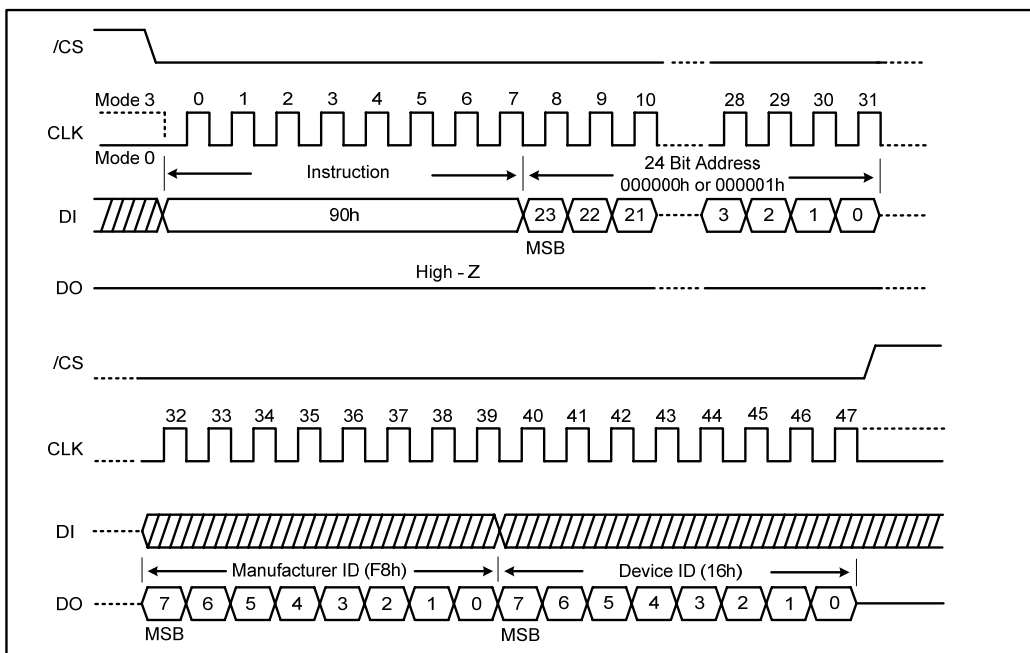 /CS
Mode 3 0 1 2 3 4 5 6 7 8 9 10 28 29 30 31
CLK
Mode 0
Instruction 24 Bit Address
000000h or 000001h
DI 90h 23 22 21 3 2 1 0
MSB
High - Z
DO
/CS
32 33 34 35 36 37 38 39 40 41 42 43 44 45 46 47
CLK
DI
Manufacturer ID (F8h) Device ID (16h)
DO 7 6 5 4 3 2 1 0 7 6 5 4 3 2 1 0
MSB MSB